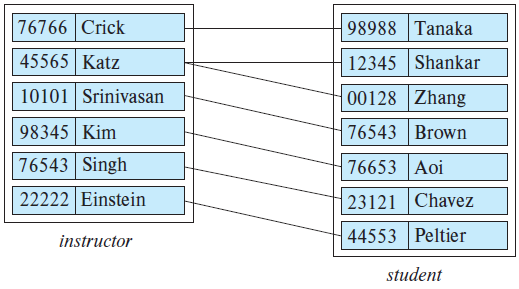 76766 Crick
45565 Katz
10101 Srinivasan
98345 Kim
76543 Singh
22222 Einstein
instructor
98988 Tanaka
12345 Shankar
00128 Zhang
76543 Brown
76653 Aoi
23121 Chavez
44553 Peltier
student